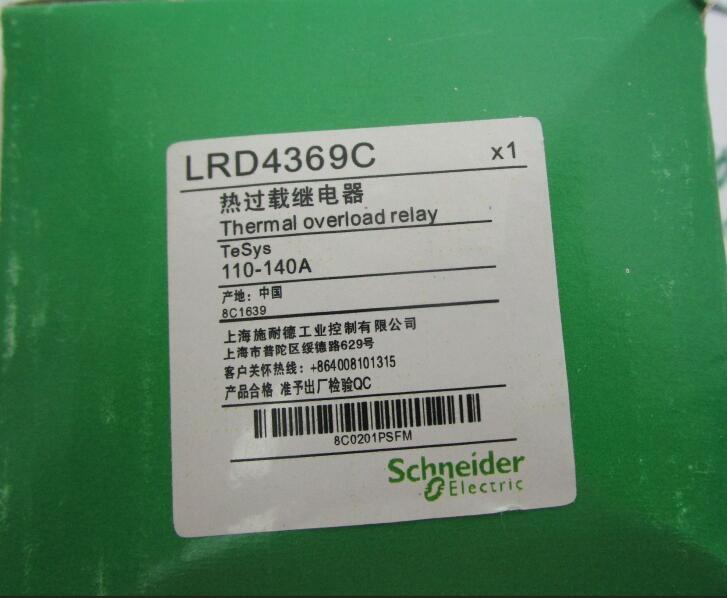 LRD4369C x1
热过载继电器
Thermal overload relay
TeSys
110-140A
产地：中国
8C1639
上海施耐德工业控制有限公司
上海市普陀区绥德路629号
客户关怀热线：+864008101315
产品合格 准予出厂检验QC
8C0201PSFM
Schneider
Electric